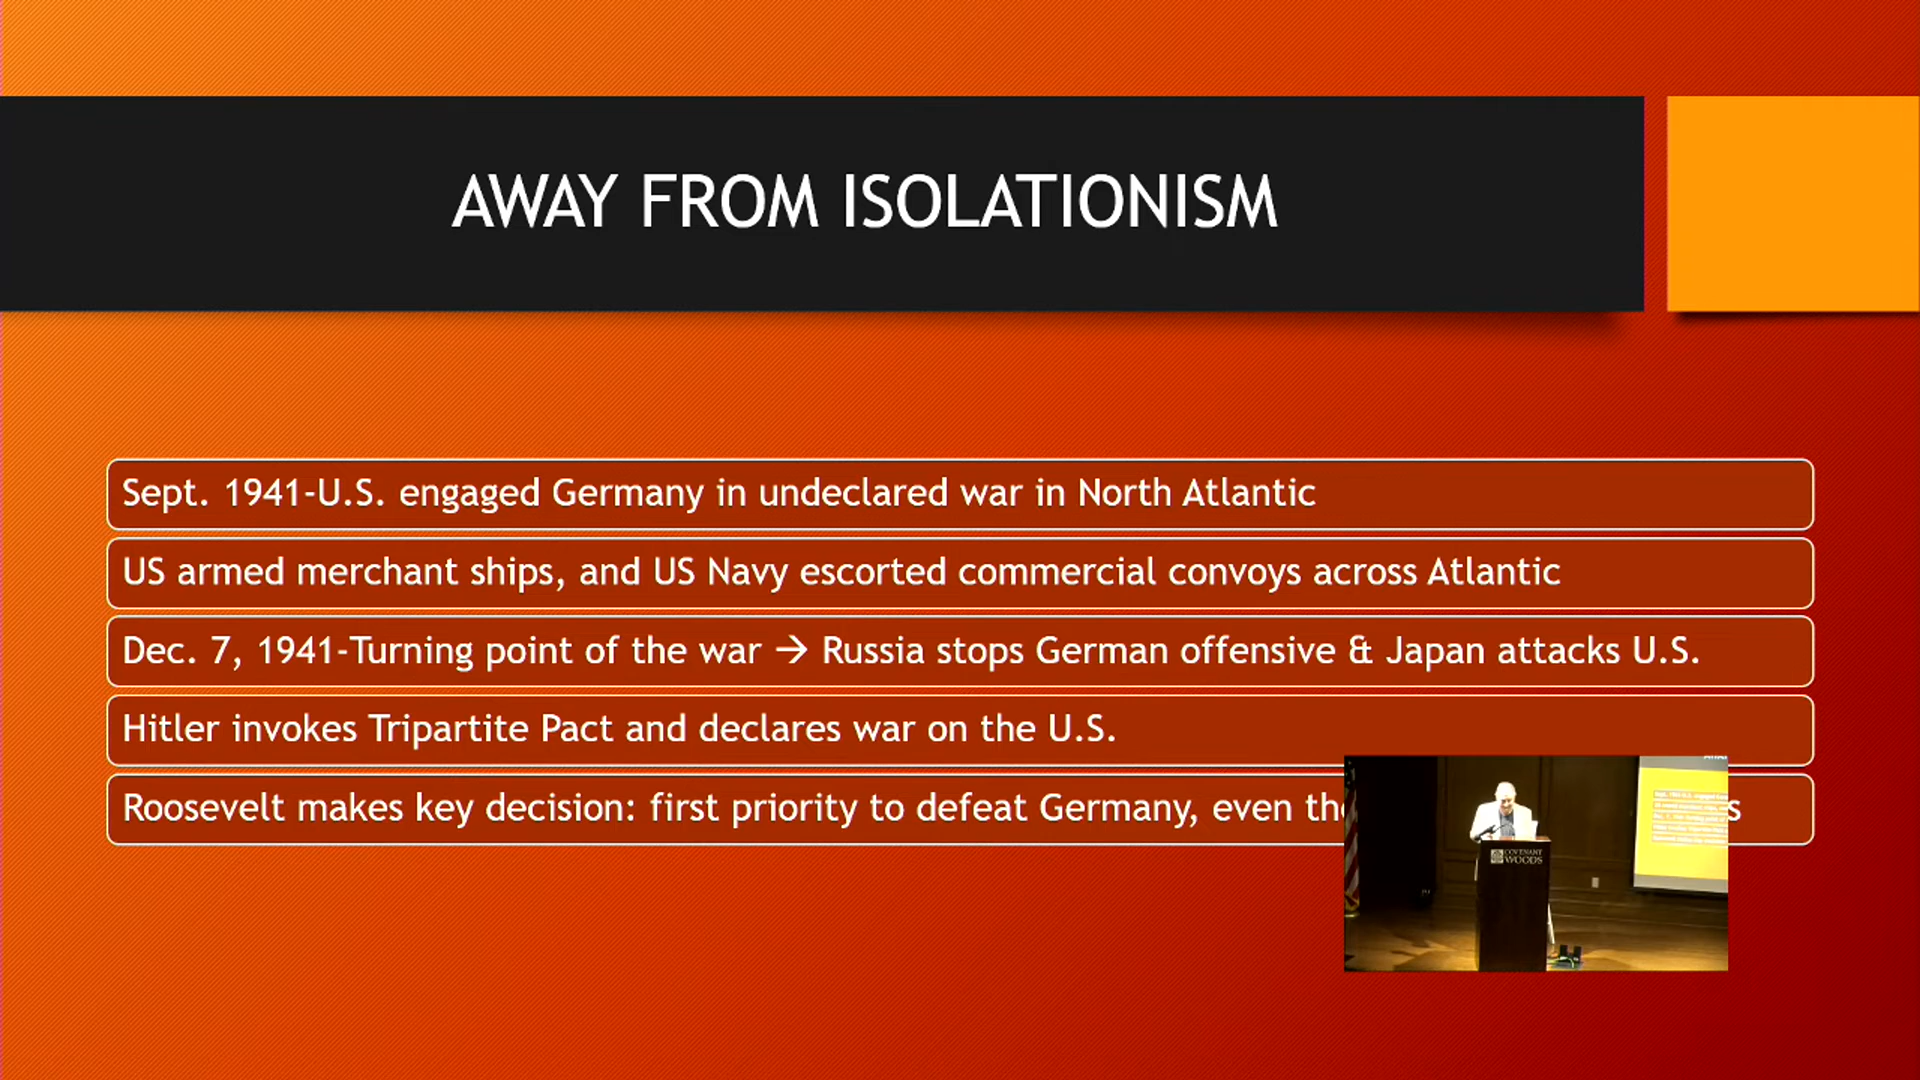 AWAY FROM ISOLATIONISM
Sept. 1941-U.S. engaged Germany in undeclared war in North Atlantic
US armed merchant ships, and US Navy escorted commercial convoys across Atlantic
Dec. 7, 1941-Turning point of the war → Russia stops German offensive & Japan attacks U.S.
Hitler invokes Tripartite Pact and declares war on the U.S.
Roosevelt makes key decision: first priority to defeat Germany, even
COVENANT
WOODS